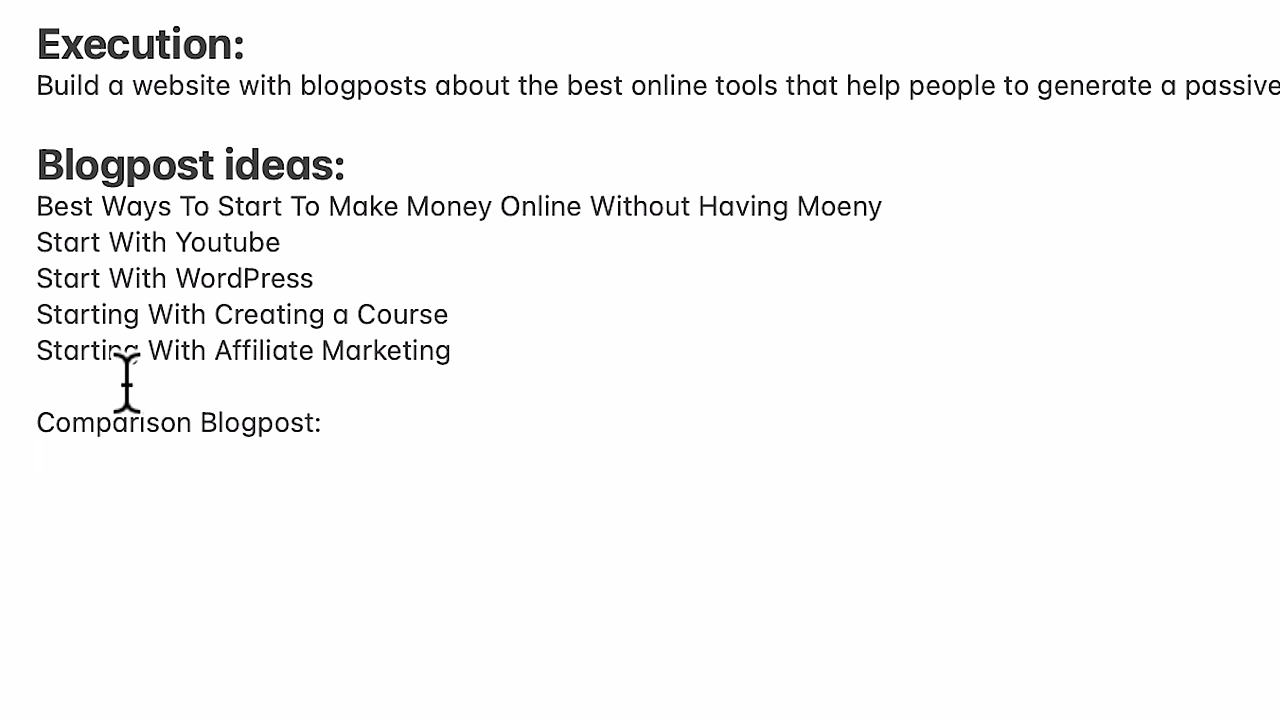 Execution:
Build a website with blogposts about the best online tools that help people to generate a passive
Blogpost ideas:
Best Ways To Start To Make Money Online Without Having Moeny
Start With Youtube
Start With WordPress
Starting With Creating a Course
Starting With Affiliate Marketing
Comparison Blogpost: